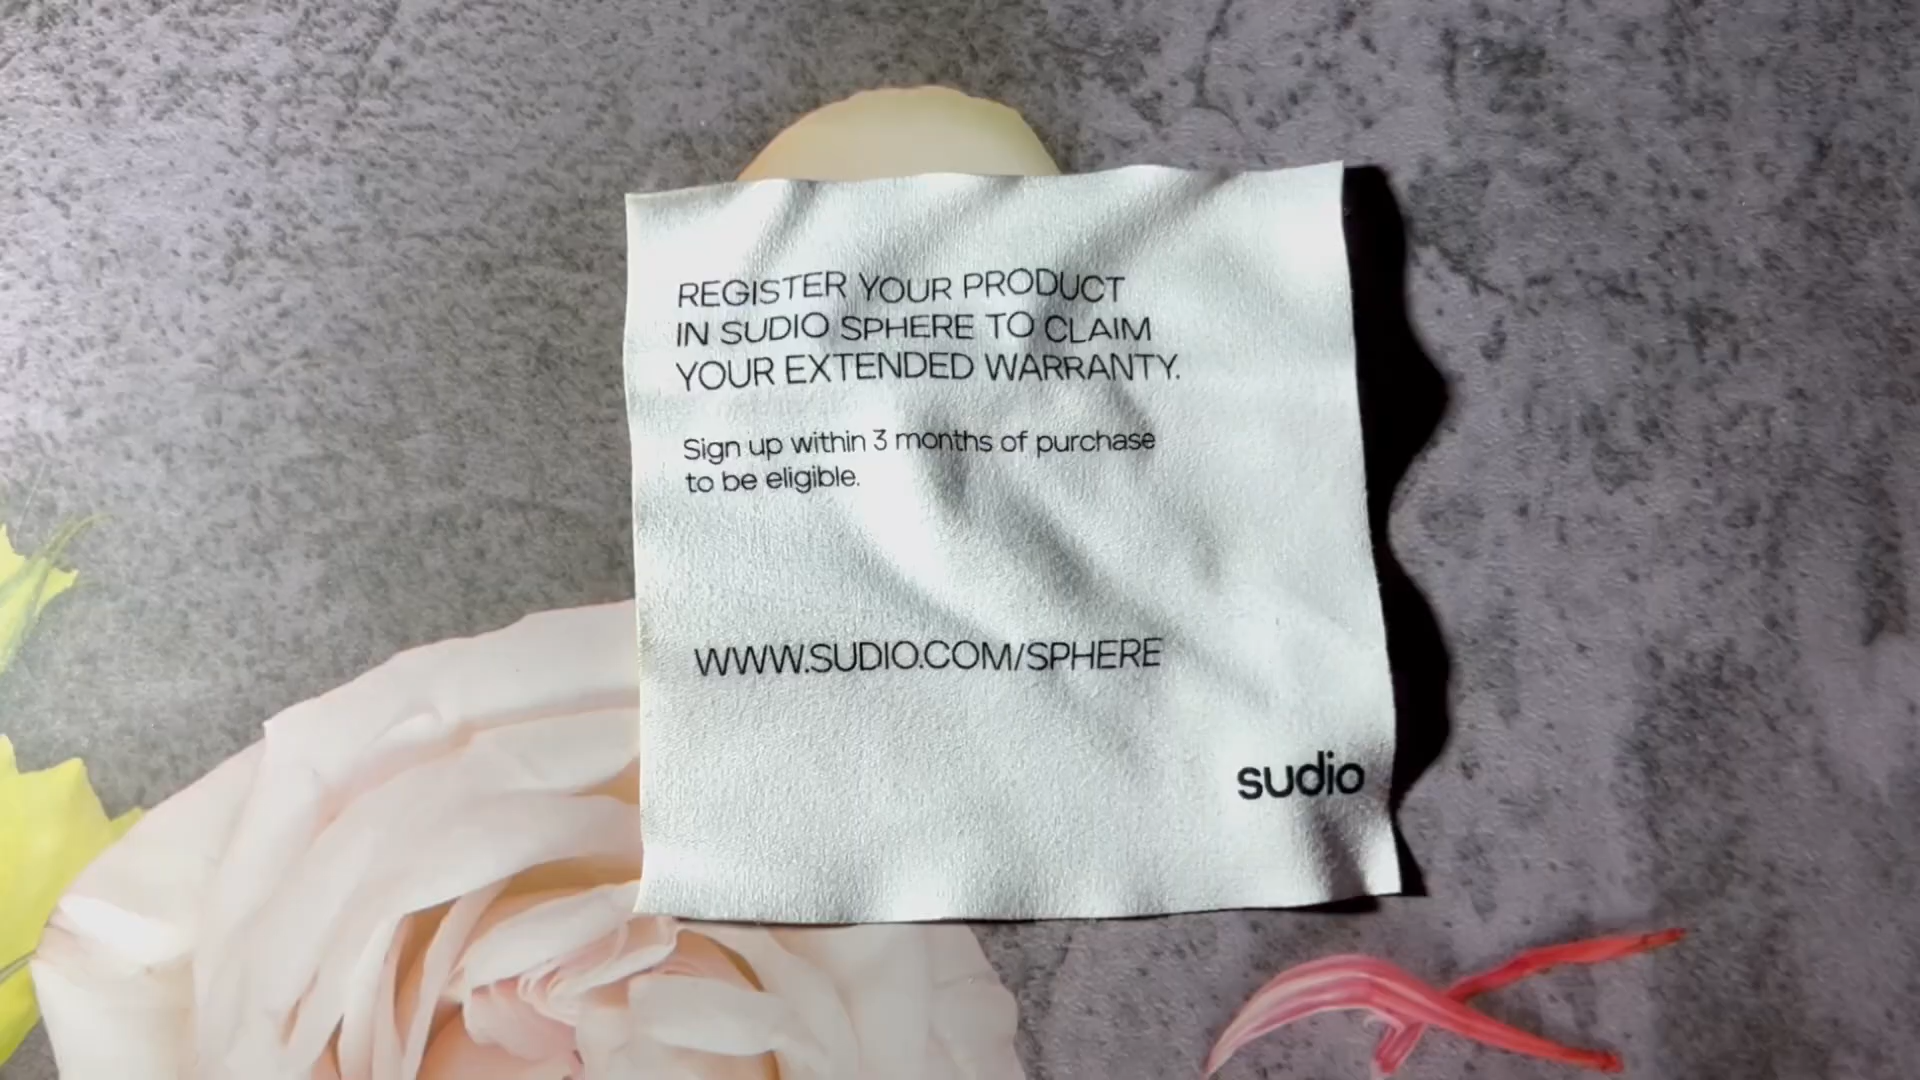 REGISTER YOUR PRODUCT
IN SUDIO SPHERE TO CLAIM
YOUR EXTENDED WARRANTY.
Sign up within 3 months of purchase
to be eligible.
WWW.SUDIO.COM/SPHERE
sudio